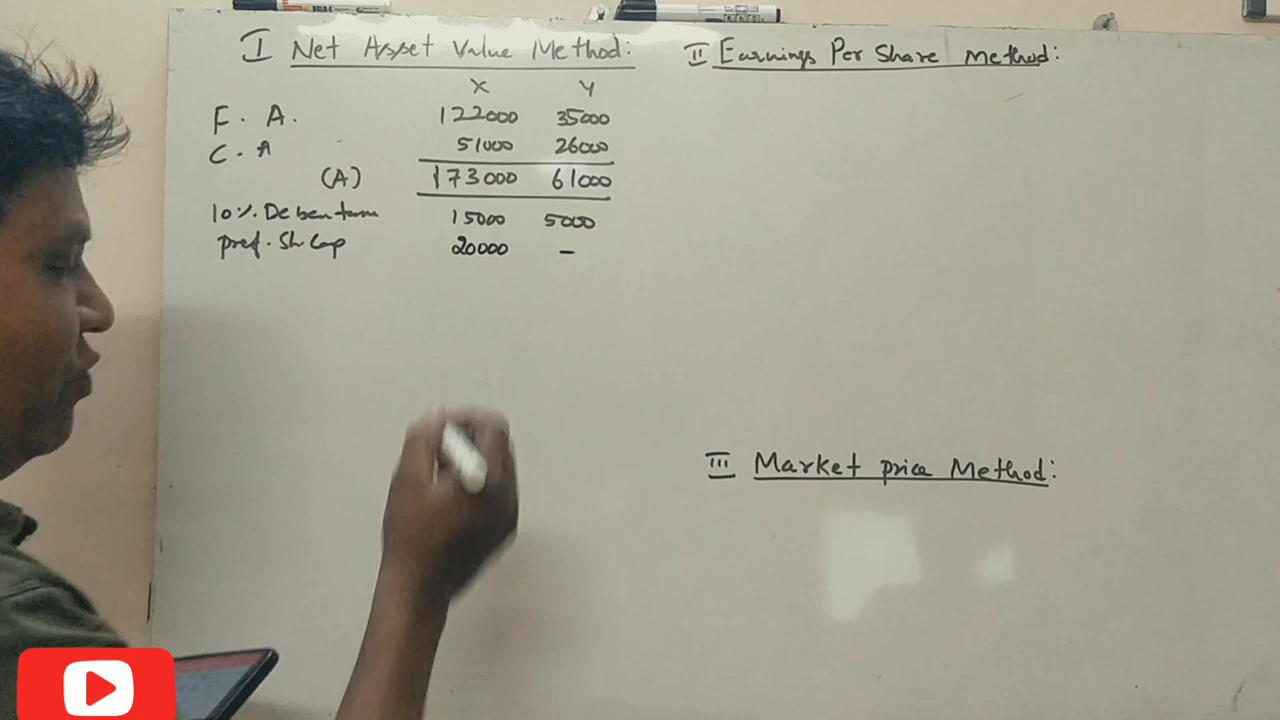 I Net Asset Value Method:
X Y
F. A. 122000 35000
C. A 51000 26000
(A) 173000 61000
10% Debentures 15000 5000
pref. Sh. Cap 20000 –
II Earnings Per Share Method:
III Market price Method: